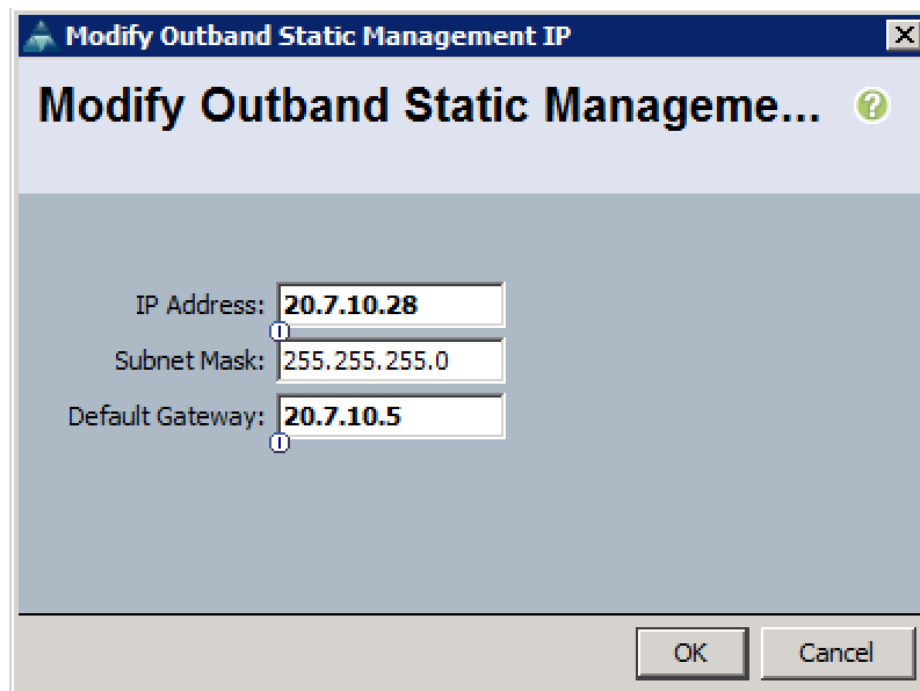 Modify Outband Static Management IP
Modify Outband Static Manageme...
IP Address: 20.7.10.28
Subnet Mask: 255.255.255.0
Default Gateway: 20.7.10.5
OK Cancel